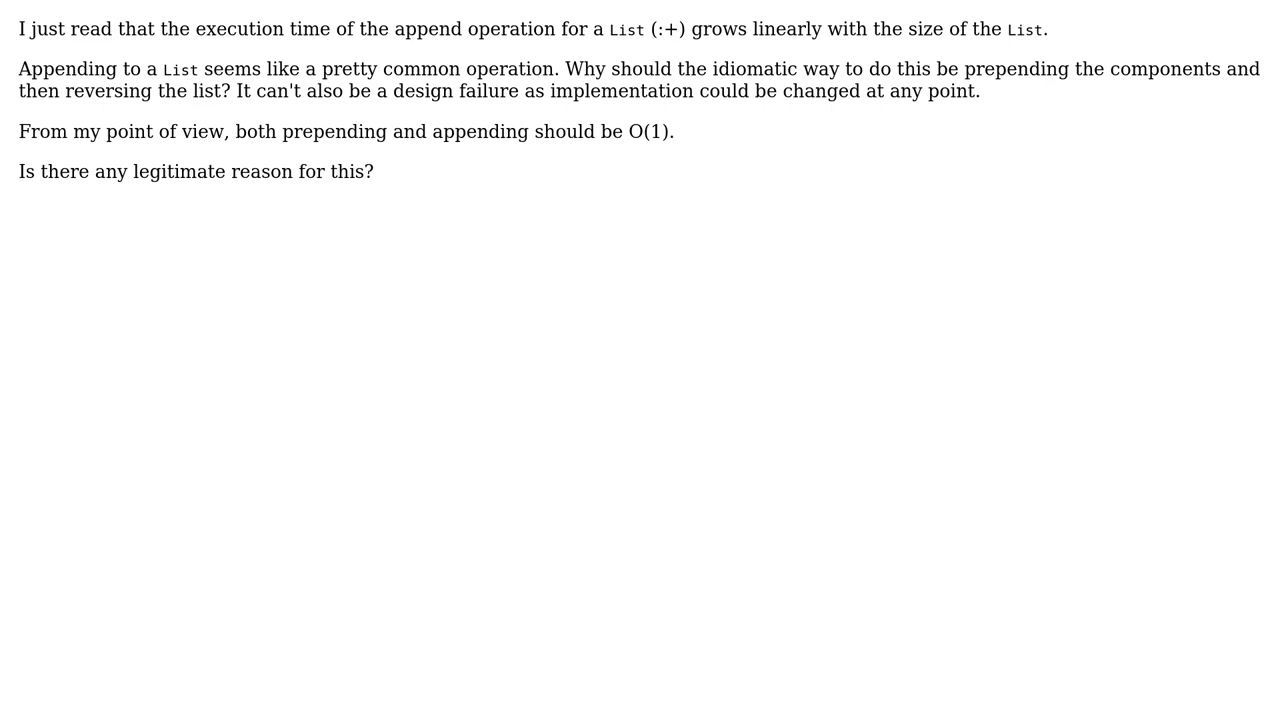 I just read that the execution time of the append operation for a List (:+) grows linearly with the size of the List.
Appending to a List seems like a pretty common operation. Why should the idiomatic way to do this be prepending the components and
then reversing the list? It can't also be a design failure as implementation could be changed at any point.
From my point of view, both prepending and appending should be O(1).
Is there any legitimate reason for this?